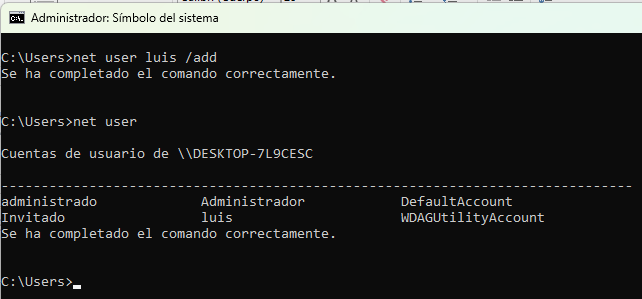 Administrador: Símbolo del sistema
C:\Users>net user luis /add
Se ha completado el comando correctamente.
C:\Users>net user
Cuentas de usuario de \\DESKTOP-7L9CESC
-------------------------------------------------------------------------------
administrado             Administrador            DefaultAccount
Invitado                 luis                     WDAGUtilityAccount
Se ha completado el comando correctamente.
C:\Users>